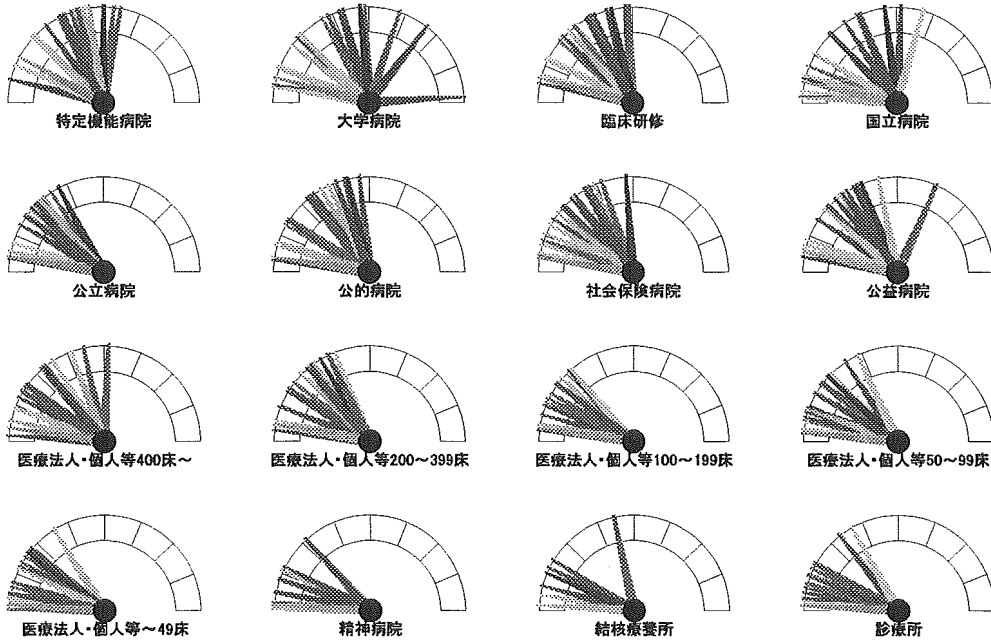 特定機能病院
大学病院
臨床研修
国立病院
公立病院
公的病院
社会保険病院
公益病院
医療法人・個人等400床～
医療法人・個人等200～399床
医療法人・個人等100～199床
医療法人・個人等50～99床
医療法人・個人等～49床
精神病院
結核療養所
診療所